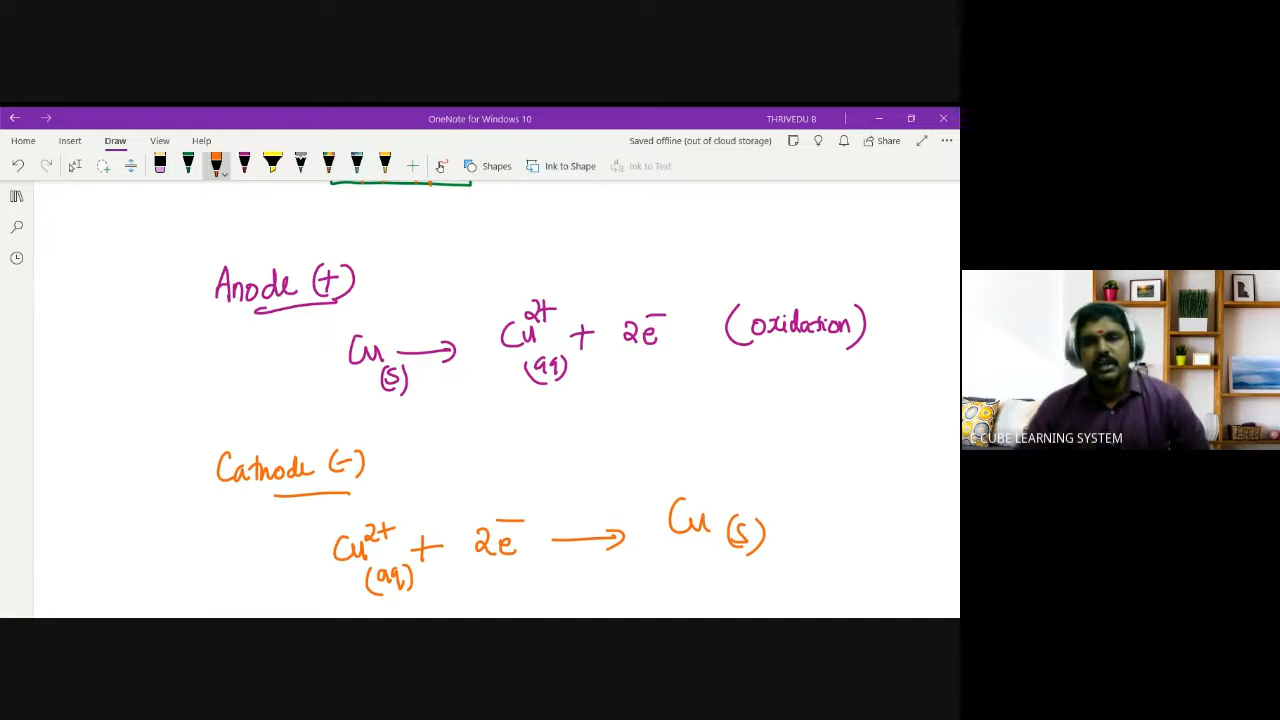 OneNote for Windows 10
THRIVEDU B
Home Insert Draw View Help
Saved offline (out of cloud storage)
Share
Shapes
Ink to Shape
Ink to Text
Anode (+)
Cu(s) ⟶ Cu²⁺(aq) + 2e⁻ (oxidation)
Cathode (-)
Cu²⁺(aq) + 2e⁻ ⟶ Cu (s)
E CUBE LEARNING SYSTEM